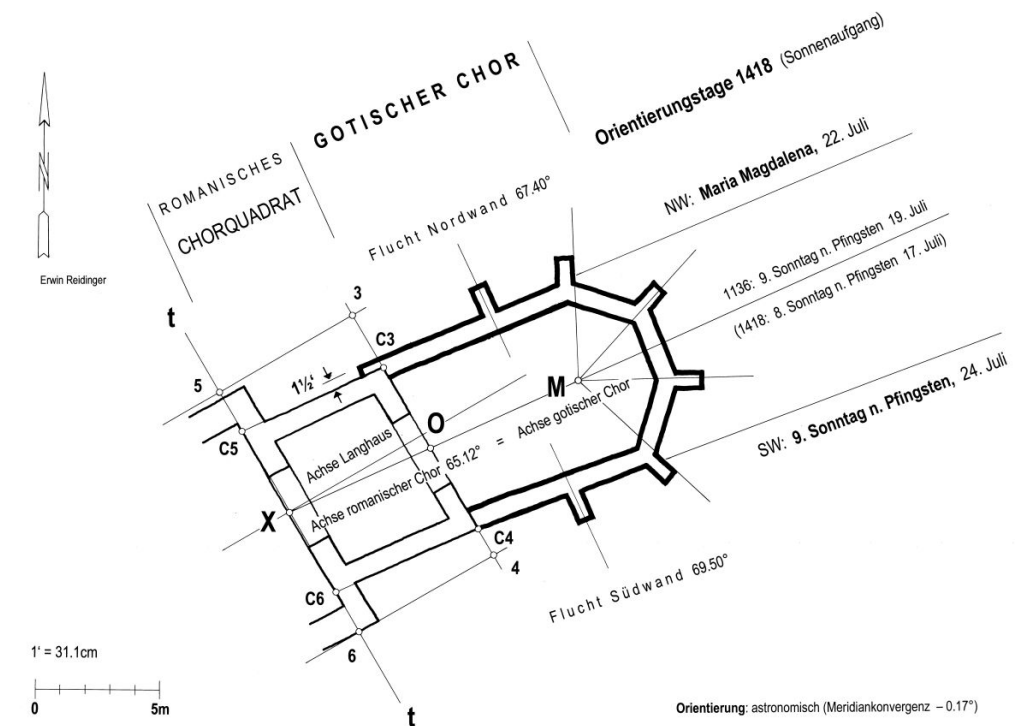 Orientierungstage 1418 (Sonnenaufgang)
GOTISCHER CHOR
ROMANISCHES
CHORQUADRAT
NW: Maria Magdalena, 22. Juli
Flucht Nordwand 67.40°
1136: 9. Sonntag n. Pfingsten 19. Juli
(1418: 8. Sonntag n. Pfingsten 17. Juli)
N
Erwin Reidinger
3
t
C3
5
1½'
M
SW: 9. Sonntag n. Pfingsten, 24. Juli
C5
O
Achse Langhaus
Achse romanischer Chor 65.12° = Achse gotischer Chor
X
C4
4
Flucht Südwand 69.50°
C6
6
1' = 31.1cm
0 5m
t
Orientierung: astronomisch (Meridiankonvergenz – 0.17°)